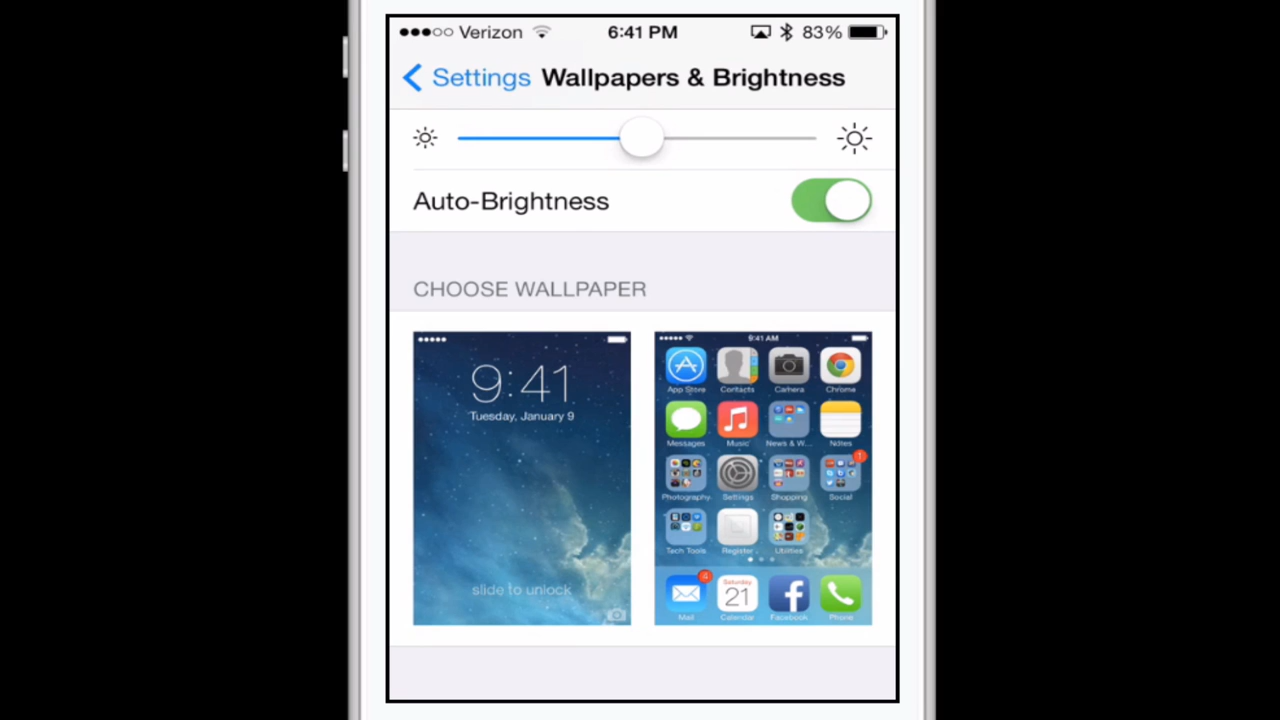 Verizon 6:41 PM 83%
Settings Wallpapers & Brightness
Auto-Brightness
CHOOSE WALLPAPER
9:41
Tuesday, January 9
slide to unlock
9:41 AM
App Store Contacts Camera Chrome
Messages Music News & W... Notes
Photography Settings Shopping 1 Social
Tech Tools Register Utilities
4 Mail Saturday 21 Calendar Facebook Phone